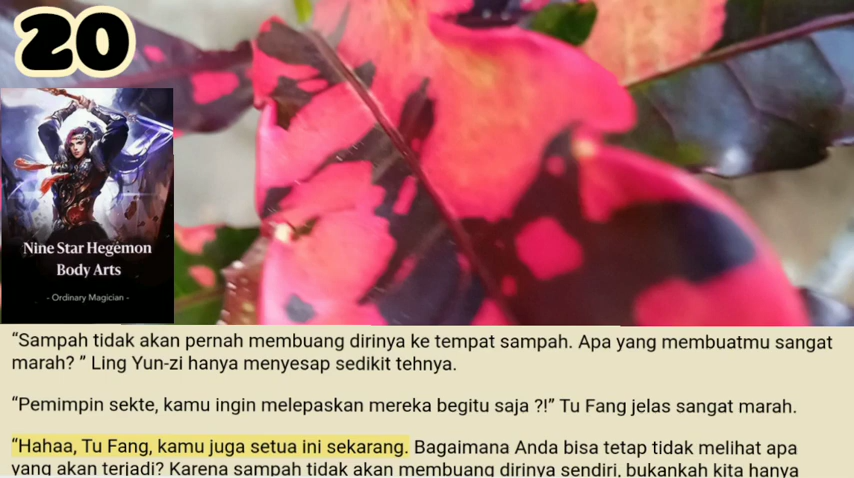 20
Nine Star Hegemon
Body Arts
- Ordinary Magician -
“Sampah tidak akan pernah membuang dirinya ke tempat sampah. Apa yang membuatmu sangat
marah? ” Ling Yun-zi hanya menyesap sedikit tehnya.
“Pemimpin sekte, kamu ingin melepaskan mereka begitu saja ?!” Tu Fang jelas sangat marah.
“Hahaa, Tu Fang, kamu juga setua ini sekarang. Bagaimana Anda bisa tetap tidak melihat apa
yang akan terjadi? Karena sampah tidak akan membuang dirinya sendiri, bukankah kita hanya